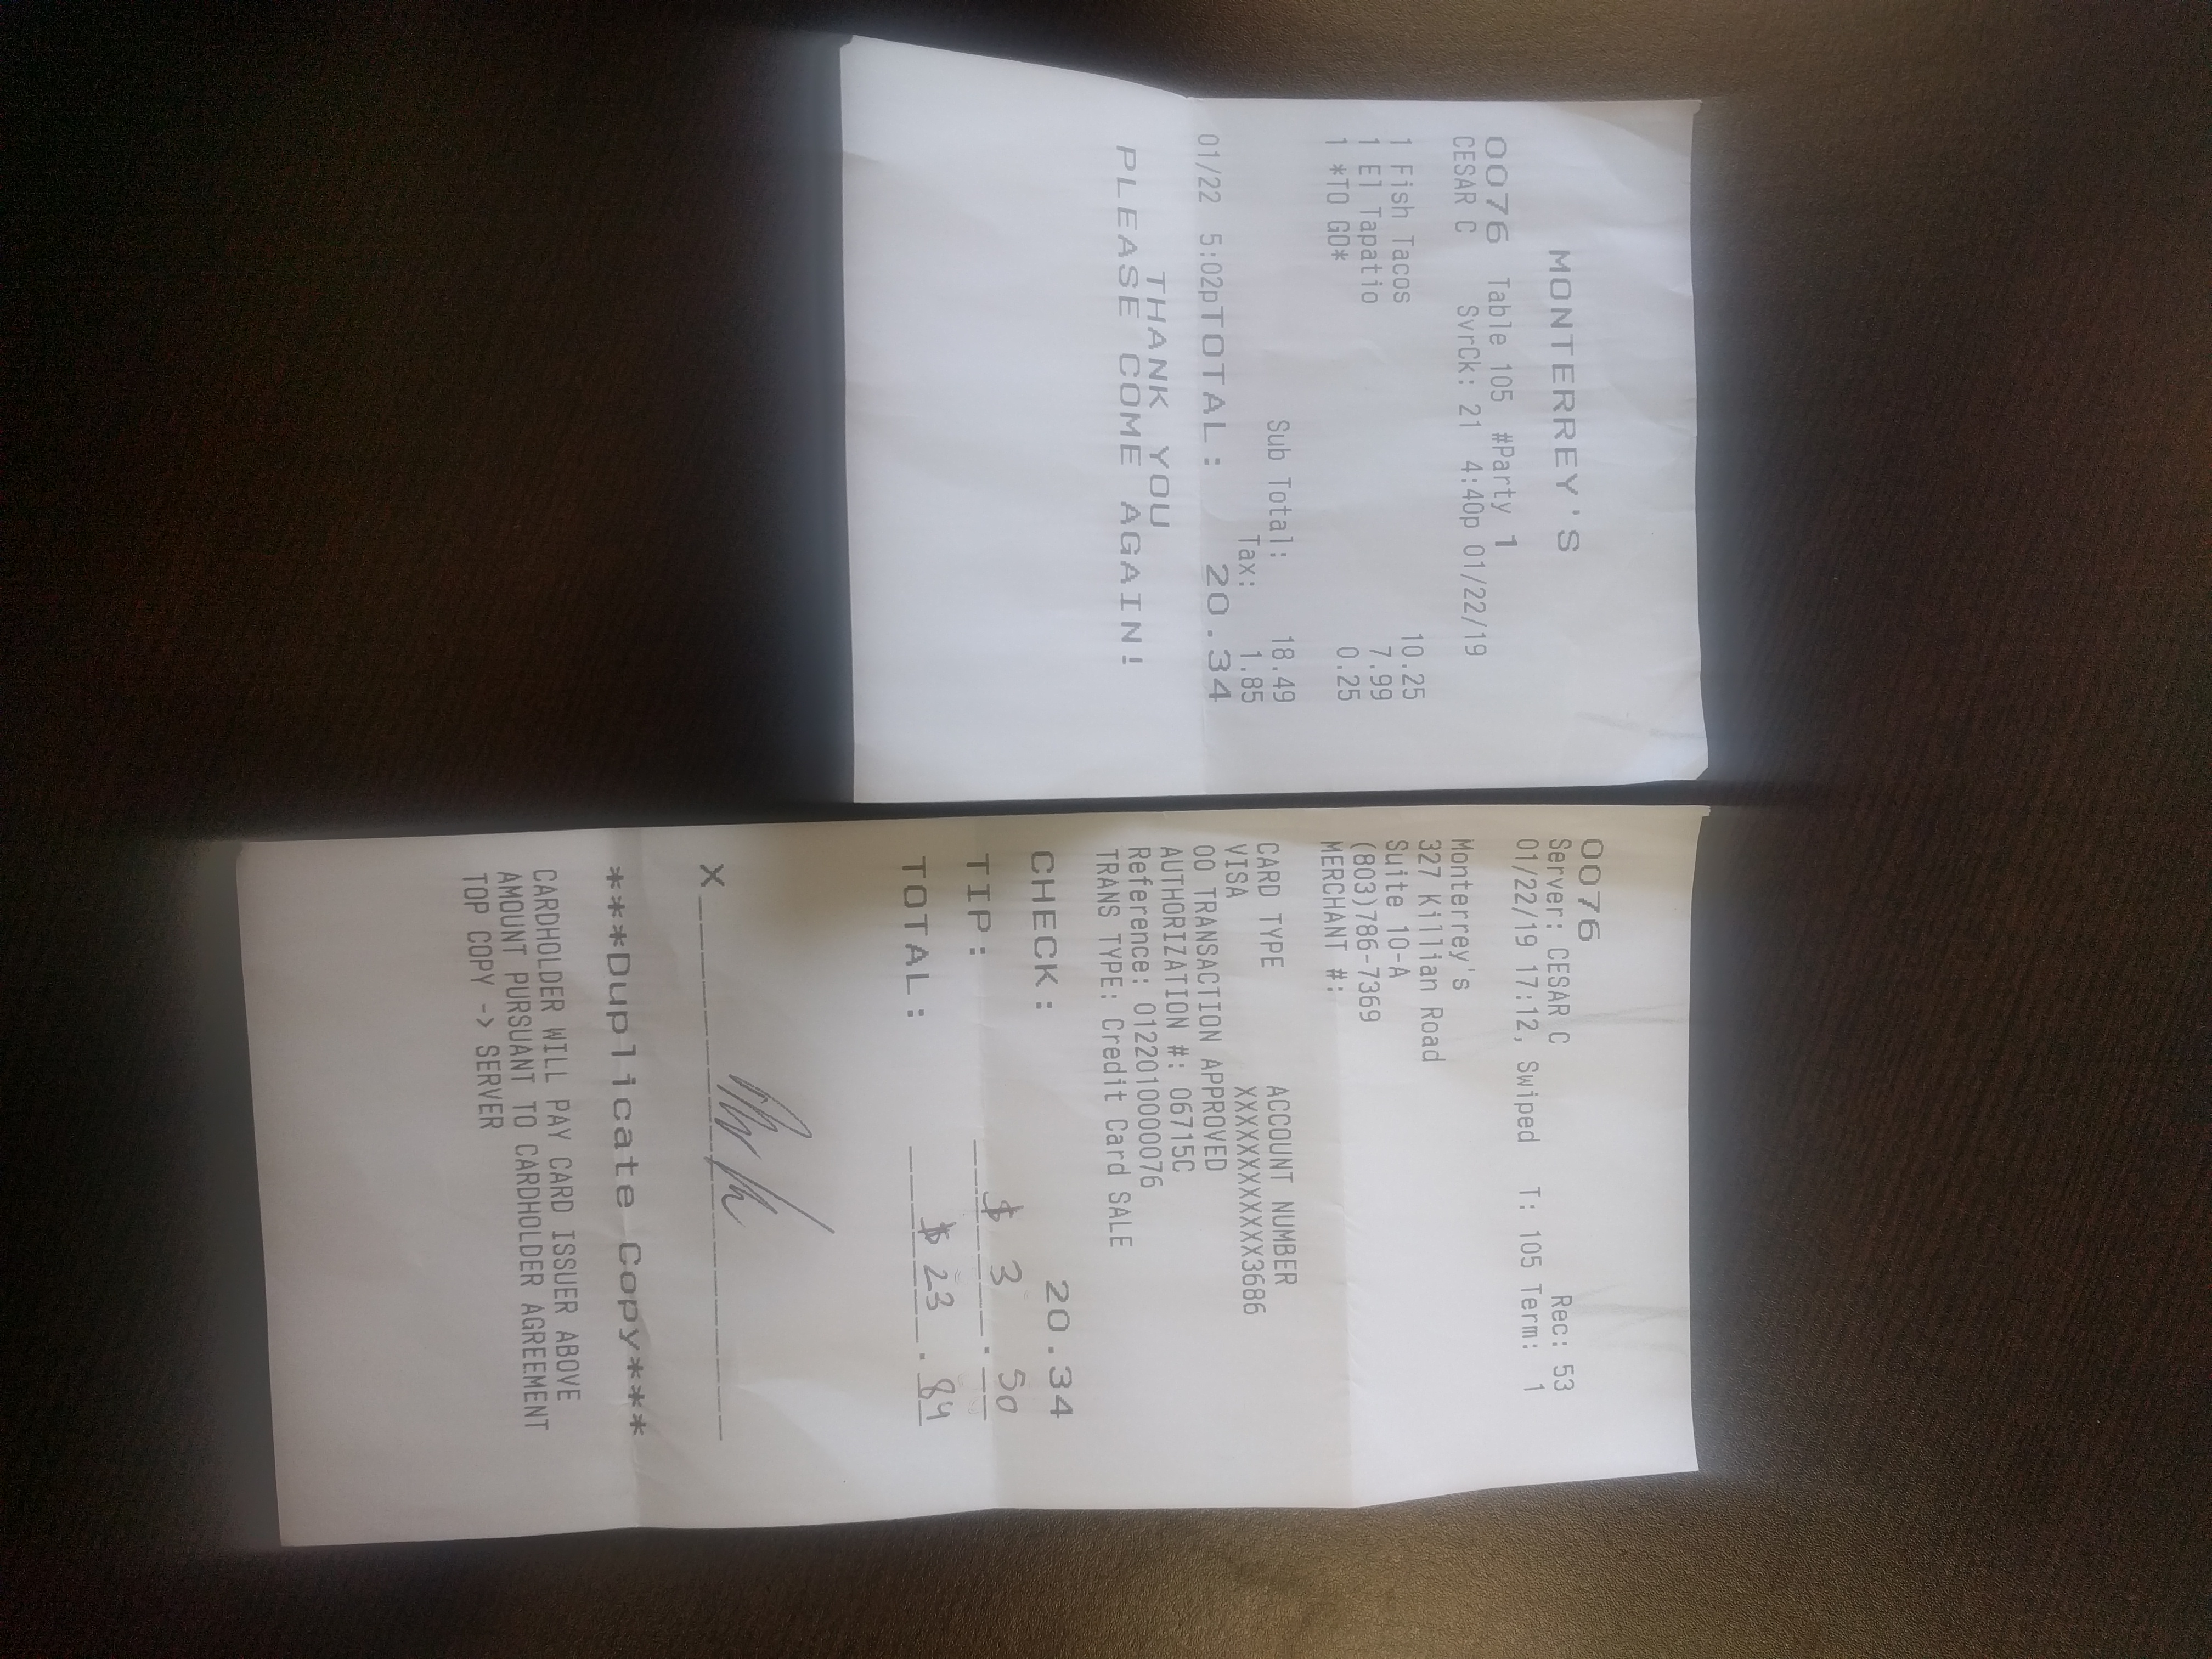 MONTERREY'S
0076 Table 105 #Party 1
CESAR C SvrCk: 21 4:40p 01/22/19
1 Fish Tacos 10.25
1 El Tapatio 7.99
1 *TO GO* 0.25
Sub Total: 18.49
Tax: 1.85
01/22 5:02pTOTAL: 20.34
THANK YOU
PLEASE COME AGAIN!
0076
Server: CESAR C Rec: 53
01/22/19 17:12, Swiped T: 105 Term: 1
Monterrey's
327 Killian Road
Suite 10-A
(803)786-7369
MERCHANT #:
CARD TYPE ACCOUNT NUMBER
VISA XXXXXXXXXXXX3686
00 TRANSACTION APPROVED
AUTHORIZATION #: 06715C
Reference: 0122010000076
TRANS TYPE: Credit Card SALE
CHECK: 20.34
TIP: $ 3.50
TOTAL: $ 23.84
X
***Duplicate Copy***
CARDHOLDER WILL PAY CARD ISSUER ABOVE
AMOUNT PURSUANT TO CARDHOLDER AGREEMENT
TOP COPY -> SERVER